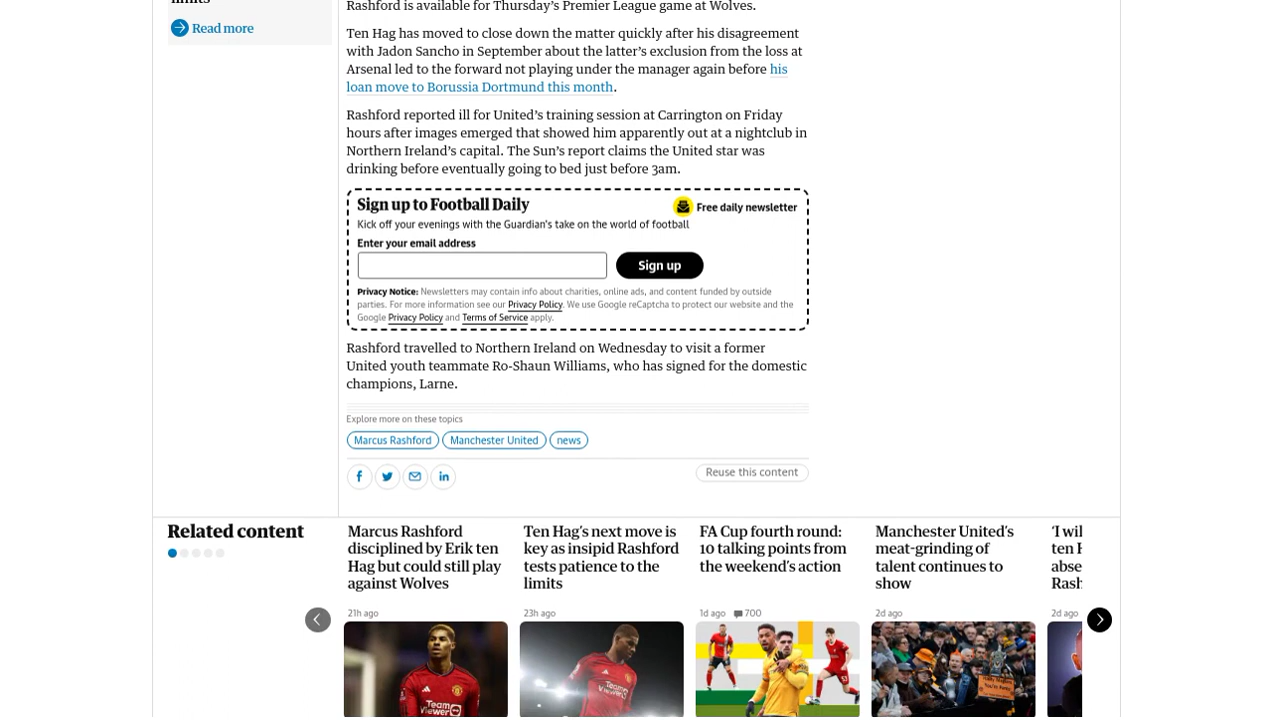 limits
Read more
Rashford is available for Thursday’s Premier League game at Wolves.
Ten Hag has moved to close down the matter quickly after his disagreement
with Jadon Sancho in September about the latter’s exclusion from the loss at
Arsenal led to the forward not playing under the manager again before his
loan move to Borussia Dortmund this month.
Rashford reported ill for United’s training session at Carrington on Friday
hours after images emerged that showed him apparently out at a nightclub in
Northern Ireland’s capital. The Sun’s report claims the United star was
drinking before eventually going to bed just before 3am.
Sign up to Football Daily
Free daily newsletter
Kick off your evenings with the Guardian's take on the world of football
Enter your email address
Sign up
Privacy Notice: Newsletters may contain info about charities, online ads, and content funded by outside
parties. For more information see our Privacy Policy. We use Google reCaptcha to protect our website and the
Google Privacy Policy and Terms of Service apply.
Rashford travelled to Northern Ireland on Wednesday to visit a former
United youth teammate Ro-Shaun Williams, who has signed for the domestic
champions, Larne.
Explore more on these topics
Marcus Rashford
Manchester United
news
Reuse this content
Related content
Marcus Rashford
disciplined by Erik ten
Hag but could still play
against Wolves
21h ago
Ten Hag’s next move is
key as insipid Rashford
tests patience to the
limits
23h ago
FA Cup fourth round:
10 talking points from
the weekend’s action
1d ago 700
Manchester United’s
meat-grinding of
talent continues to
show
2d ago
‘I wil
ten H
abse
Rash
2d ago
TeamViewer